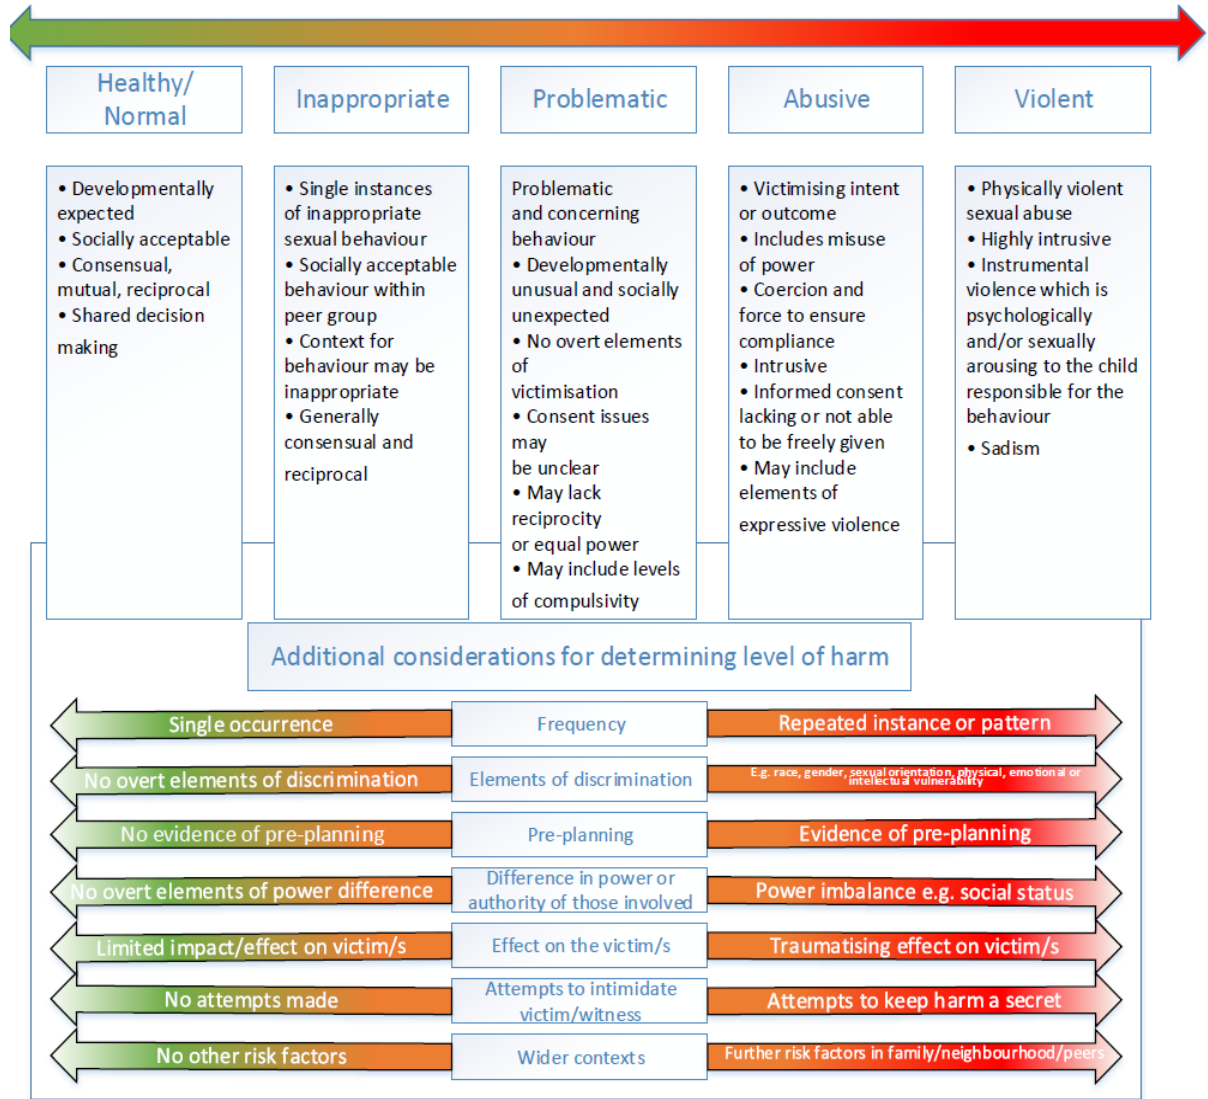 Healthy/
Normal
Inappropriate
Problematic
Abusive
Violent
• Developmentally
expected
• Socially acceptable
• Consensual,
mutual, reciprocal
• Shared decision
making
• Single instances
of inappropriate
sexual behaviour
• Socially acceptable
behaviour within
peer group
• Context for
behaviour may be
inappropriate
• Generally
consensual and
reciprocal
Problematic
and concerning
behaviour
• Developmentally
unusual and socially
unexpected
• No overt elements
of
victimisation
• Consent issues
may
be unclear
• May lack
reciprocity
or equal power
• May include levels
of compulsivity
• Victimising intent
or outcome
• Includes misuse
of power
• Coercion and
force to ensure
compliance
• Intrusive
• Informed consent
lacking or not able
to be freely given
• May include
elements of
expressive violence
• Physically violent
sexual abuse
• Highly intrusive
• Instrumental
violence which is
psychologically
and/or sexually
arousing to the child
responsible for the
behaviour
• Sadism
Additional considerations for determining level of harm
Single occurrence
Frequency
Repeated instance or pattern
No overt elements of discrimination
Elements of discrimination
E.g. race, gender, sexual orientation, physical, emotional or
intellectual vulnerability
No evidence of pre-planning
Pre-planning
Evidence of pre-planning
No overt elements of power difference
Difference in power or
authority of those involved
Power imbalance e.g. social status
Limited impact/effect on victim/s
Effect on the victim/s
Traumatising effect on victim/s
No attempts made
Attempts to intimidate
victim/witness
Attempts to keep harm a secret
No other risk factors
Wider contexts
Further risk factors in family/neighbourhood/peers